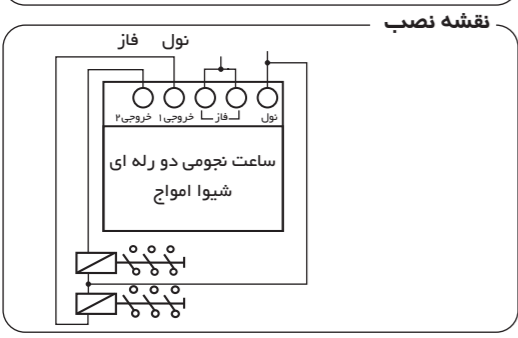 نقشه نصب
نول فاز
نول فاز خروجی۱ خروجی۲
ساعت نجومی دو رله ای
شیوا امواج